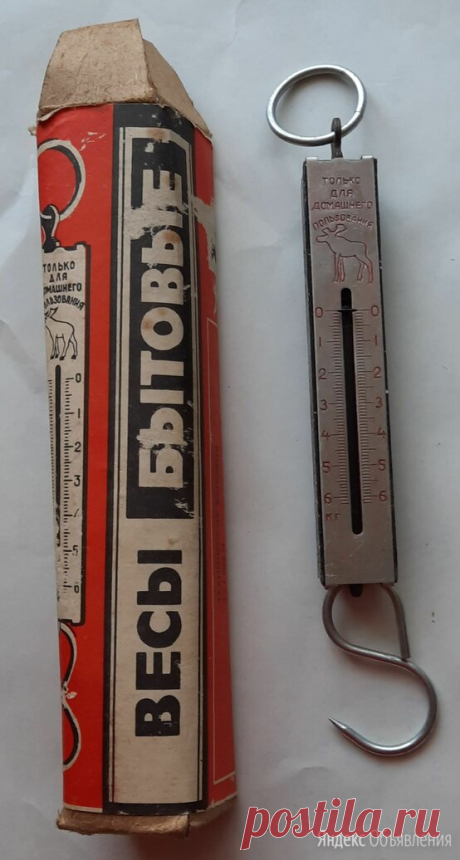 ТОЛЬКО
ДЛЯ
ДОМАШНЕГО
ПОЛЬЗОВАНИЯ
0
1
2
3
4
5
ВЕСЫ БЫТОВЫЕ
ТОЛЬКО
ДЛЯ
ДОМАШНЕГО
ПОЛЬЗОВАНИЯ
0 0
1 1
2 2
3 3
4 4
5 5
6 6
КГ
postila.ru
Яндекс Объявления